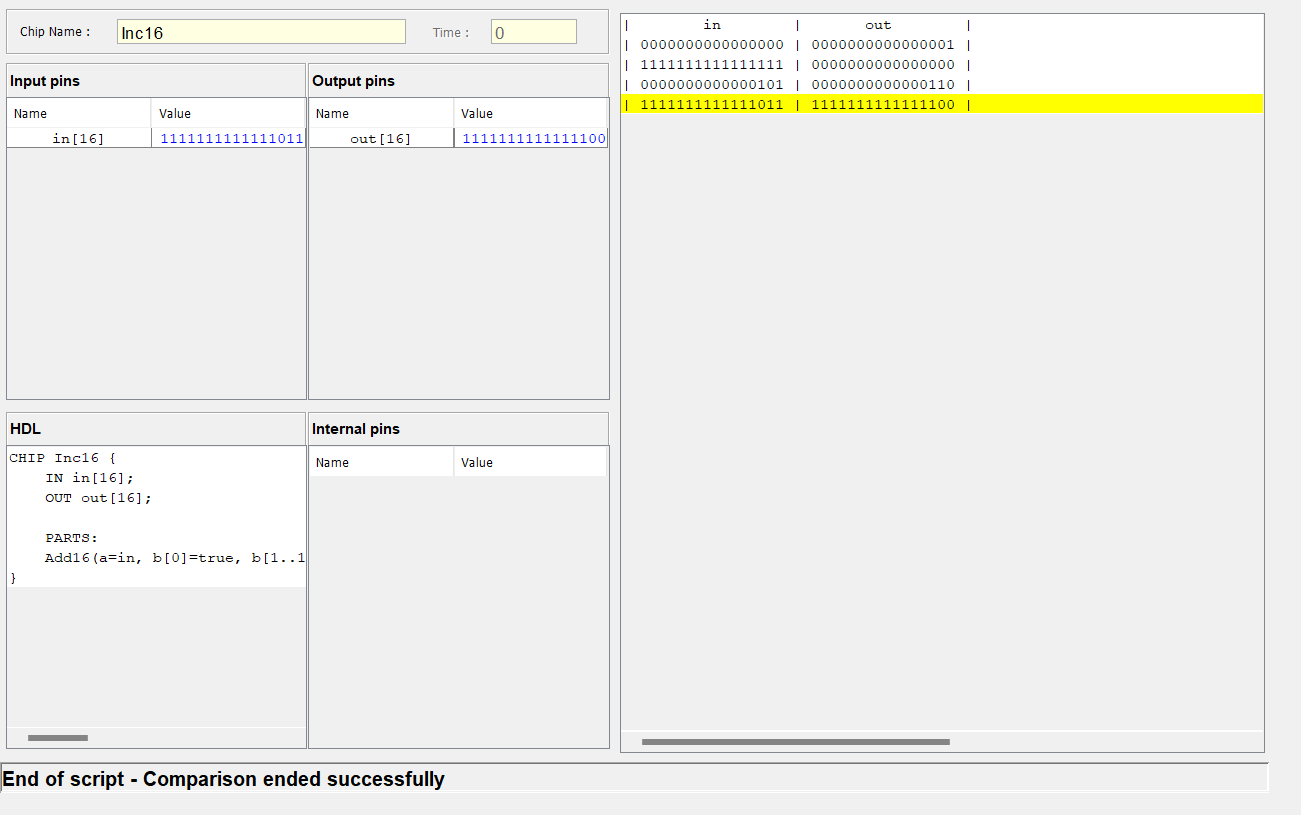 Chip Name : Inc16 Time : 0
Input pins
Name Value
in[16] 1111111111111011
Output pins
Name Value
out[16] 1111111111111100
HDL
CHIP Inc16 {
    IN in[16];
    OUT out[16];

    PARTS:
    Add16(a=in, b[0]=true, b[1..1
}
Internal pins
Name Value
| in | out |
| 0000000000000000 | 0000000000000001 |
| 1111111111111111 | 0000000000000000 |
| 0000000000000101 | 0000000000000110 |
| 1111111111111011 | 1111111111111100 |
End of script - Comparison ended successfully